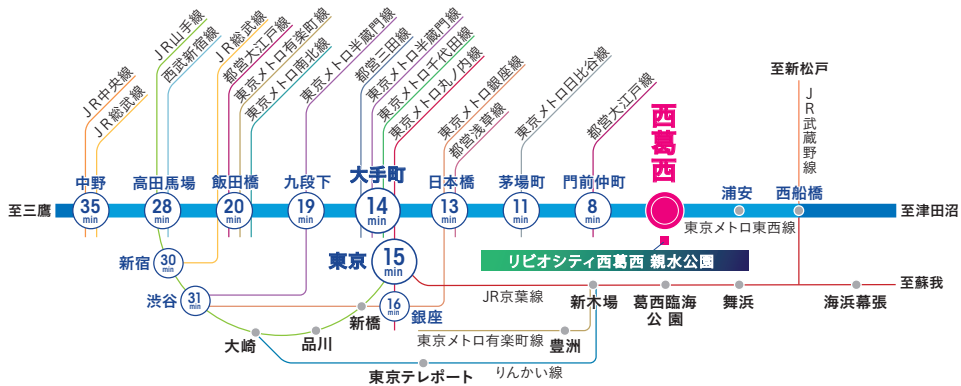 JR中央線
JR総武線
JR山手線
西武新宿線
JR総武線
都営大江戸線
東京メトロ有楽町線
東京メトロ南北線
東京メトロ半蔵門線
都営三田線
東京メトロ半蔵門線
東京メトロ千代田線
東京メトロ丸ノ内線
東京メトロ銀座線
都営浅草線
東京メトロ日比谷線
都営大江戸線
西葛西
至新松戸
JR武蔵野線
中野
高田馬場
飯田橋
九段下
大手町
日本橋
茅場町
門前仲町
浦安
西船橋
至三鷹
35
min
28
min
20
min
19
min
14
min
13
min
11
min
8
min
至津田沼
東京メトロ東西線
リビオシティ西葛西 親水公園
新宿
30
min
東京
15
min
渋谷
31
min
16
min
銀座
JR京葉線
新木場
葛西臨海
公園
舞浜
海浜幕張
至蘇我
新橋
品川
大崎
東京メトロ有楽町線
豊洲
東京テレポート
りんかい線